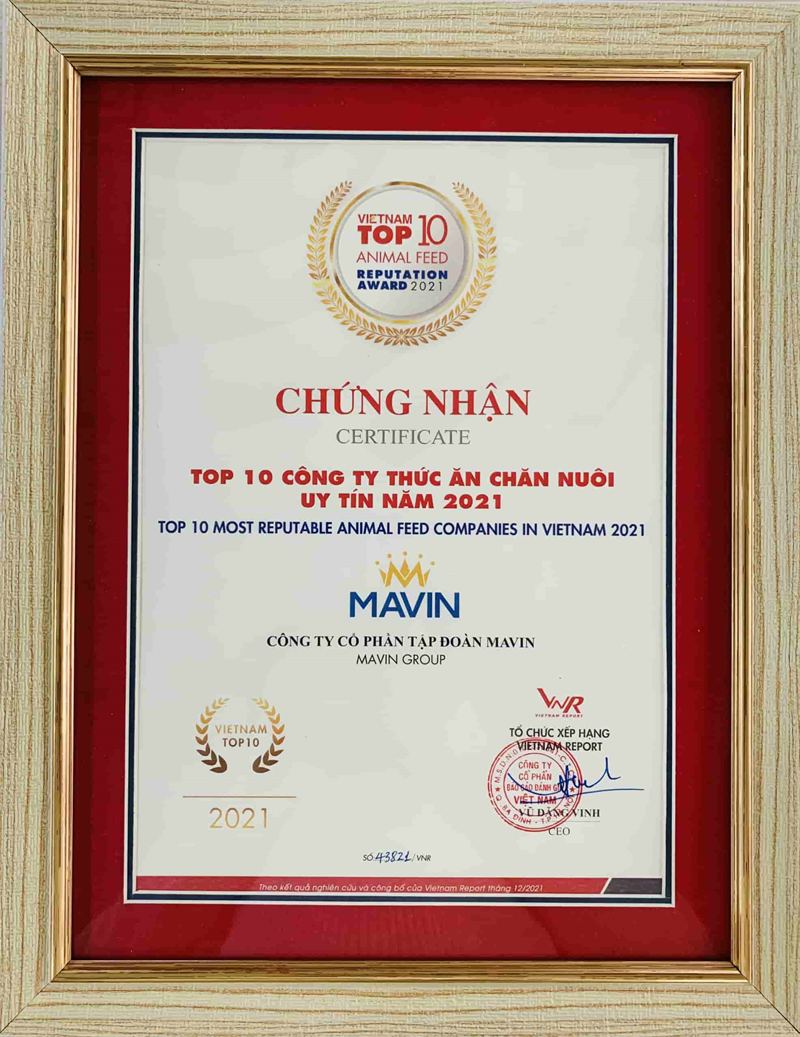 VIETNAM
TOP 10
ANIMAL FEED
REPUTATION
AWARD 2021
CHỨNG NHẬN
CERTIFICATE
TOP 10 CÔNG TY THỨC ĂN CHĂN NUÔI
UY TÍN NĂM 2021
TOP 10 MOST REPUTABLE ANIMAL FEED COMPANIES IN VIETNAM 2021
MAVIN
CÔNG TY CỔ PHẦN TẬP ĐOÀN MAVIN
MAVIN GROUP
VIETNAM
TOP10
2021
VNR
VIETNAM REPORT
TỔ CHỨC XẾP HẠNG
VIETNAM REPORT
CÔNG TY
CỔ PHẦN
BÁO CÁO ĐÁNH GIÁ
VIỆT NAM
VŨ ĐĂNG VINH
CEO
SỐ:43821/VNR
Theo kết quả nghiên cứu và công bố của Vietnam Report tháng 12/2021